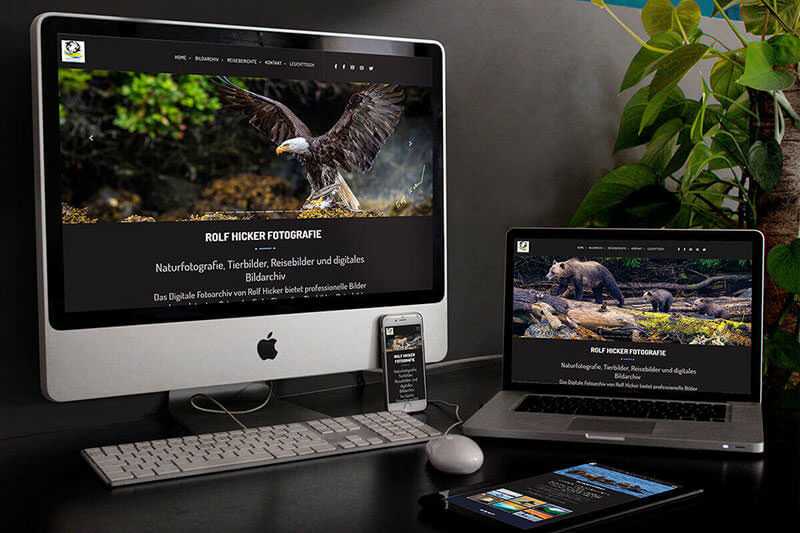 HOME BILDARCHIV REISEBERICHTE KONTAKT LEUCHTTISCH
ROLF HICKER FOTOGRAFIE
Naturfotografie, Tierbilder, Reisebilder und digitales
Bildarchiv
Das Digitale Fotoarchiv von Rolf Hicker bietet professionelle Bilder
ROLF HICKER
FOTOGRAFIE
Naturfotografie,
Tierbilder,
Reisebilder und
digitales
Bildarchiv
HOME BILDARCHIV REISEBERICHTE KONTAKT LEUCHTTISCH
ROLF HICKER FOTOGRAFIE
Naturfotografie, Tierbilder, Reisebilder und digitales
Bildarchiv
Das Digitale Fotoarchiv von Rolf Hicker bietet professionelle Bilder